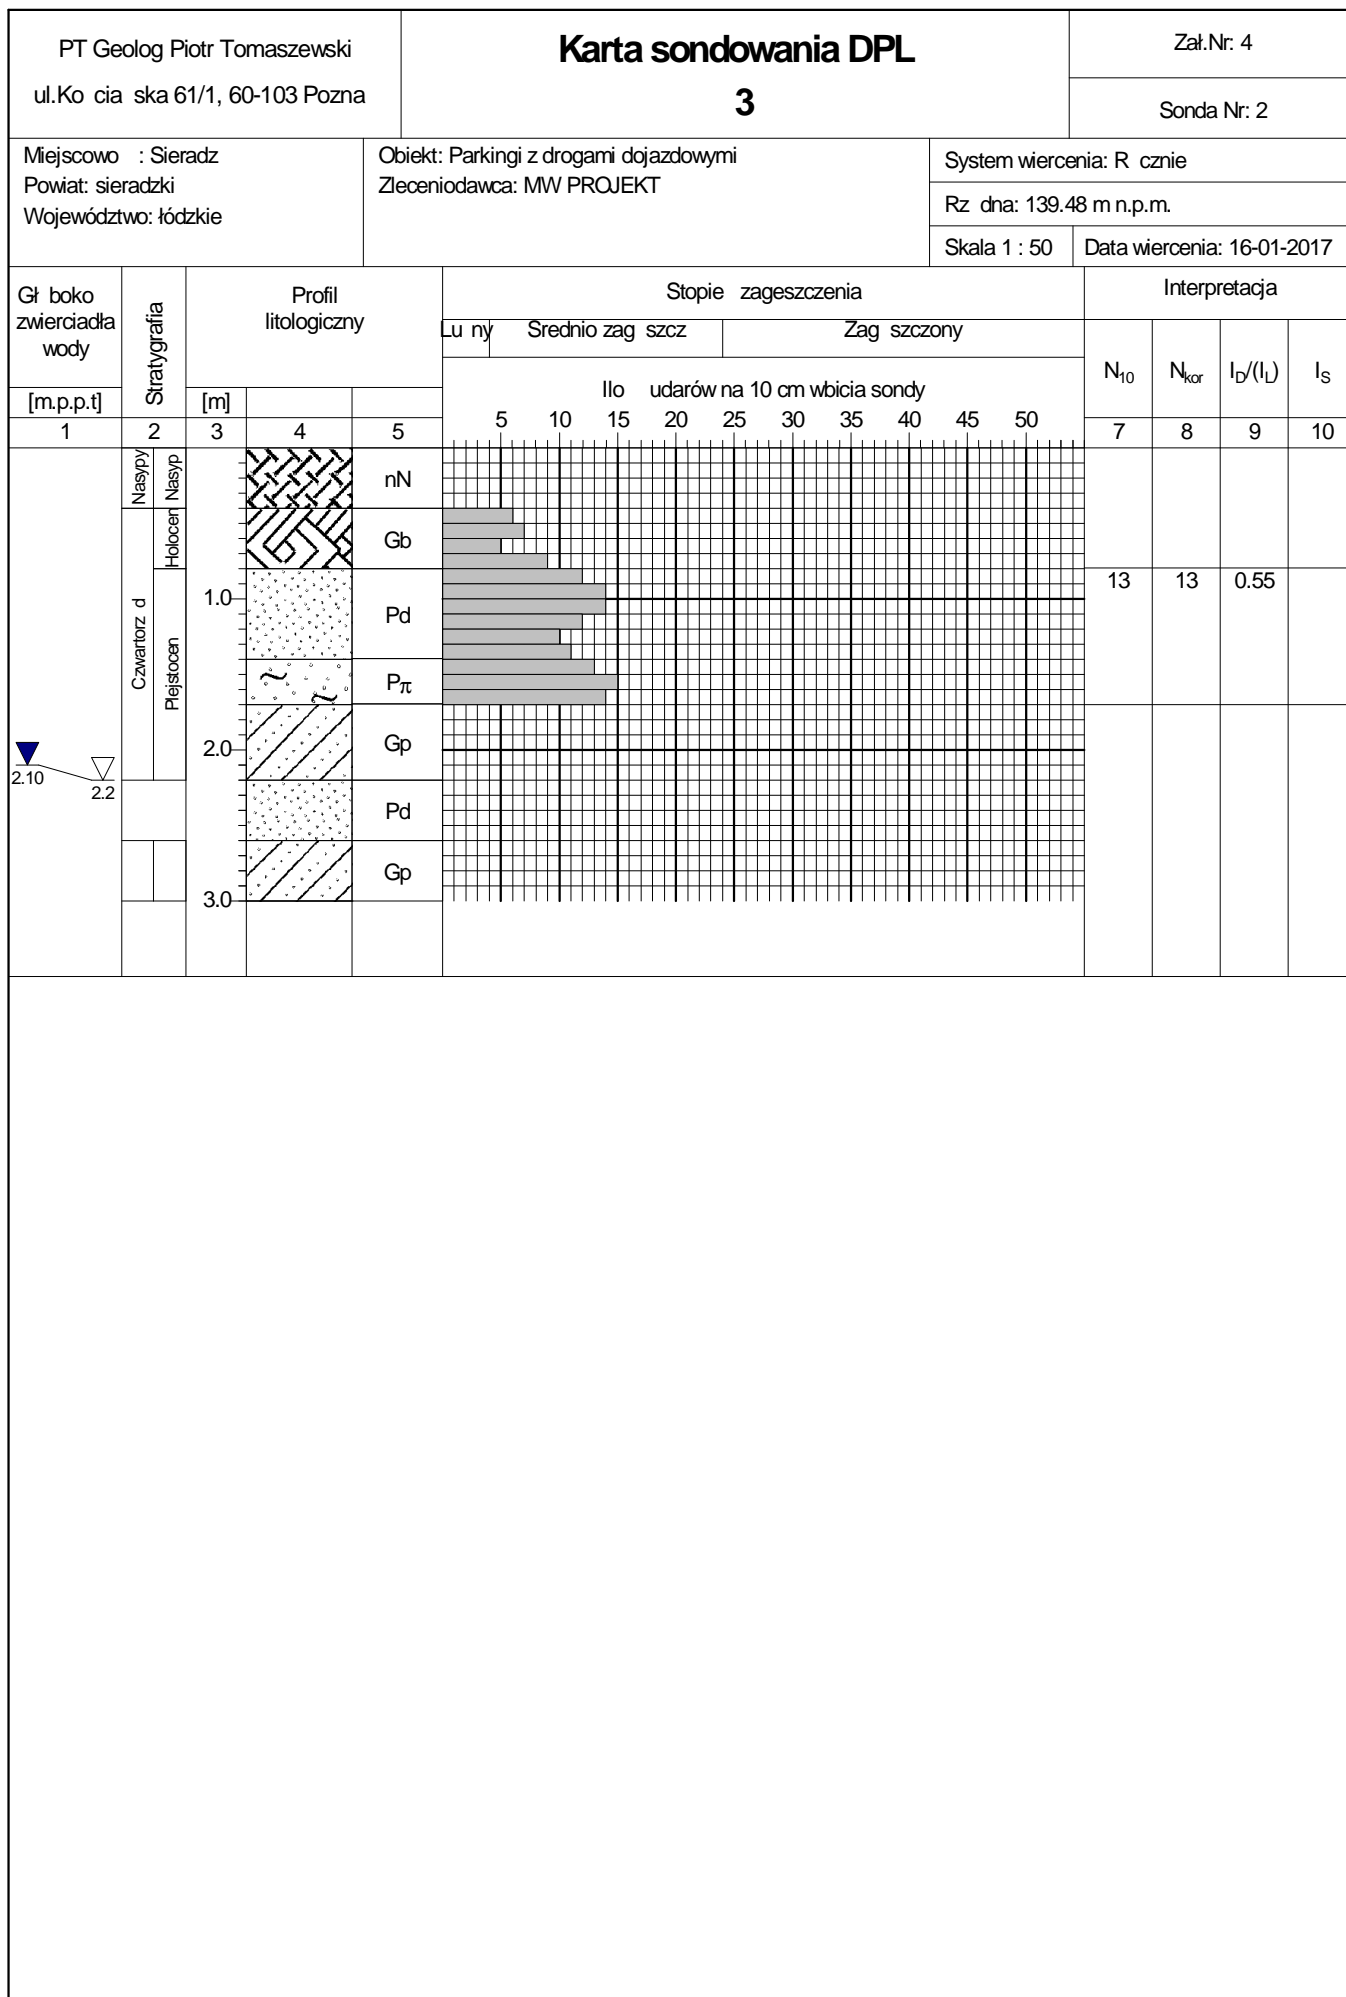 PT Geolog Piotr Tomaszewski
ul.Ko cia ska 61/1, 60-103 Pozna
Karta sondowania DPL
3
Zał.Nr: 4
Sonda Nr: 2
Miejscowo : Sieradz
Powiat: sieradzki
Województwo: łódzkie
Obiekt: Parkingi z drogami dojazdowymi
Zleceniodawca: MW PROJEKT
System wiercenia: R cznie
Rz dna: 139.48 m n.p.m.
Skala 1 : 50
Data wiercenia: 16-01-2017
Gł boko
zwierciadła
wody
[m.p.p.t]
Stratygrafia
Profil
litologiczny
[m]
Stopie zageszczenia
Lu ny
Srednio zag szcz
Zag szczony
Ilo udarów na 10 cm wbicia sondy
5 10 15 20 25 30 35 40 45 50
Interpretacja
N10
Nkor
ID/(IL)
IS
1 2 3 4 5 7 8 9 10
Nasypy
Nasyp
nN
Holocen
Gb
Czwartorz d
Plejstocen
1.0
Pd
13 13 0.55
Pπ
2.0
Gp
2.10
2.2
Pd
Gp
3.0